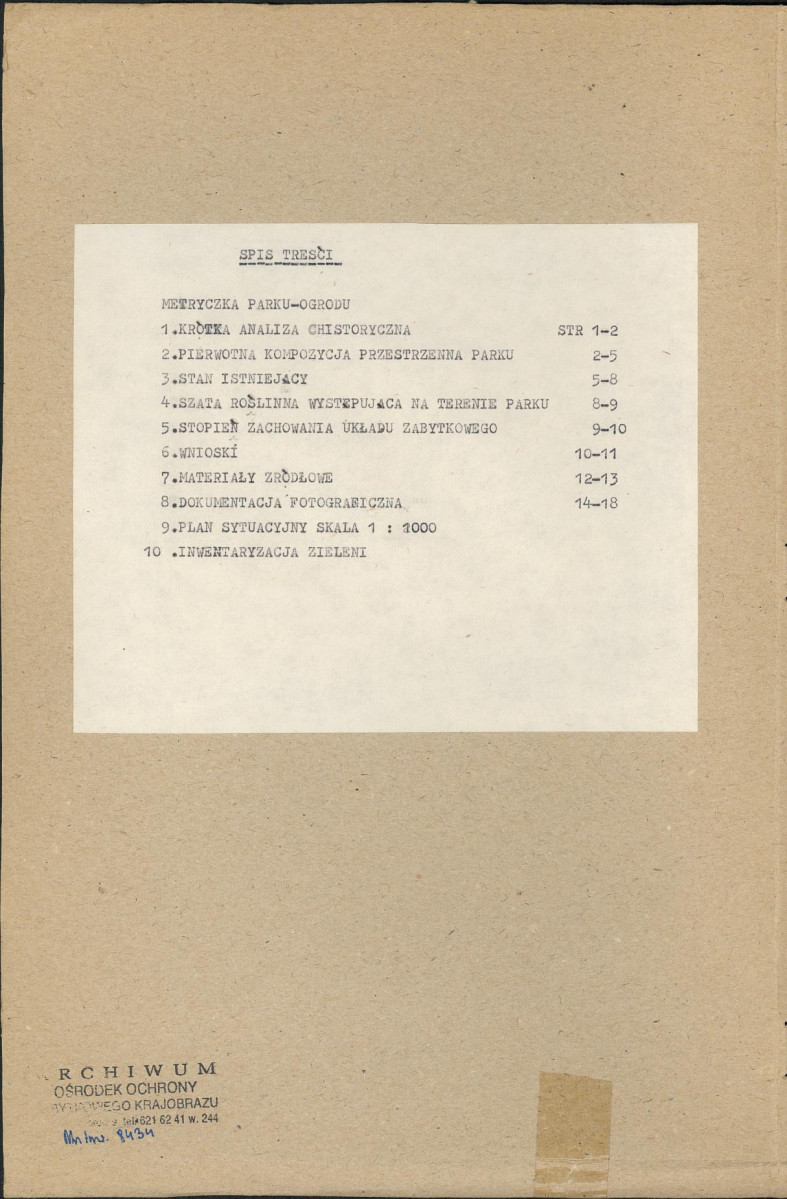 SPIS TREŚCI
METRYCZKA PARKU-OGRODU
1.KRÓTKA ANALIZA CHISTORYCZNA STR 1-2
2.PIERWOTNA KOMPOZYCJA PRZESTRZENNA PARKU 2-5
3.STAN ISTNIEJĄCY 5-8
4.SZATA ROŚLINNA WYSTĘPUJĄCA NA TERENIE PARKU 8-9
5.STOPIEŃ ZACHOWANIA UKŁADU ZABYTKOWEGO 9-10
6.WNIOSKI 10-11
7.MATERIAŁY ZRÓDŁOWE 12-13
8.DOKUMENTACJA FOTOGRAFICZNA 14-18
9.PLAN SYTUACYJNY SKALA 1 : 1000
10 .INWENTARYZACJA ZIELENI
RCHIWUM
OŚRODEK OCHRONY
KRAJOBRAZU
tel. 621 62 41 w. 244
8434